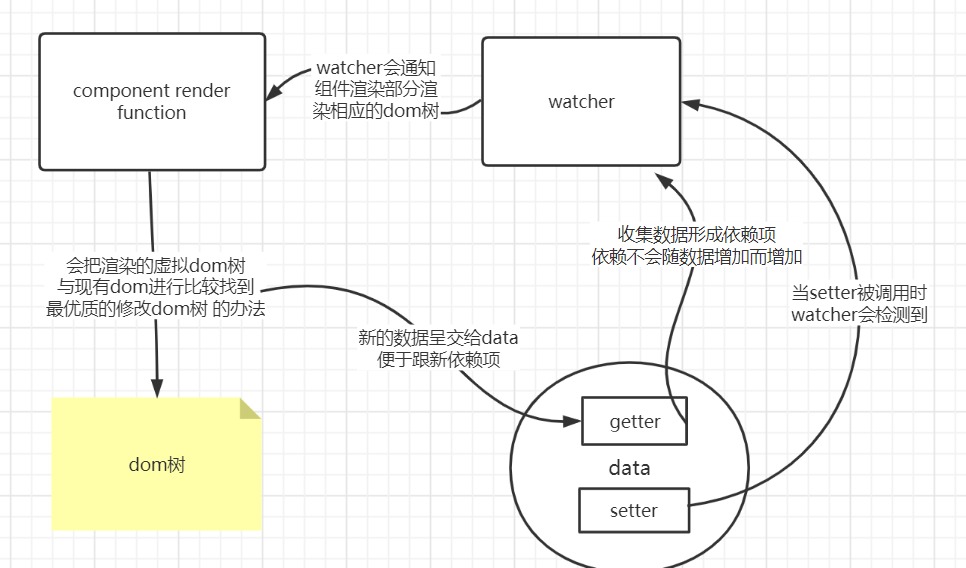 component render
function
watcher会通知
组件渲染部分渲
染相应的dom树
watcher
会把渲染的虚拟dom树
与现有dom进行比较找到
最优质的修改dom树 的办法
收集数据形成依赖项
依赖不会随数据增加而增加
当setter被调用时
watcher会检测到
新的数据呈交给data
便于跟新依赖项
dom树
getter
data
setter